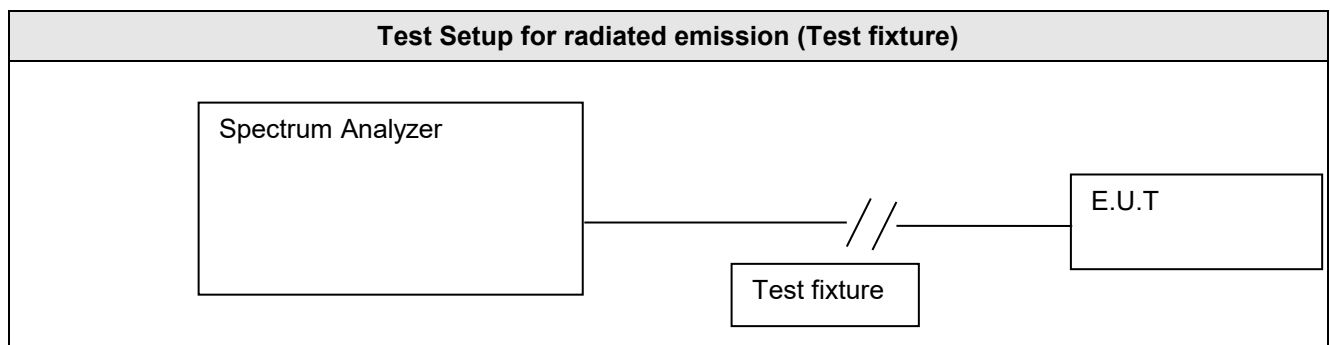 Test Setup for radiated emission (Test fixture)
Spectrum Analyzer
E.U.T
Test fixture